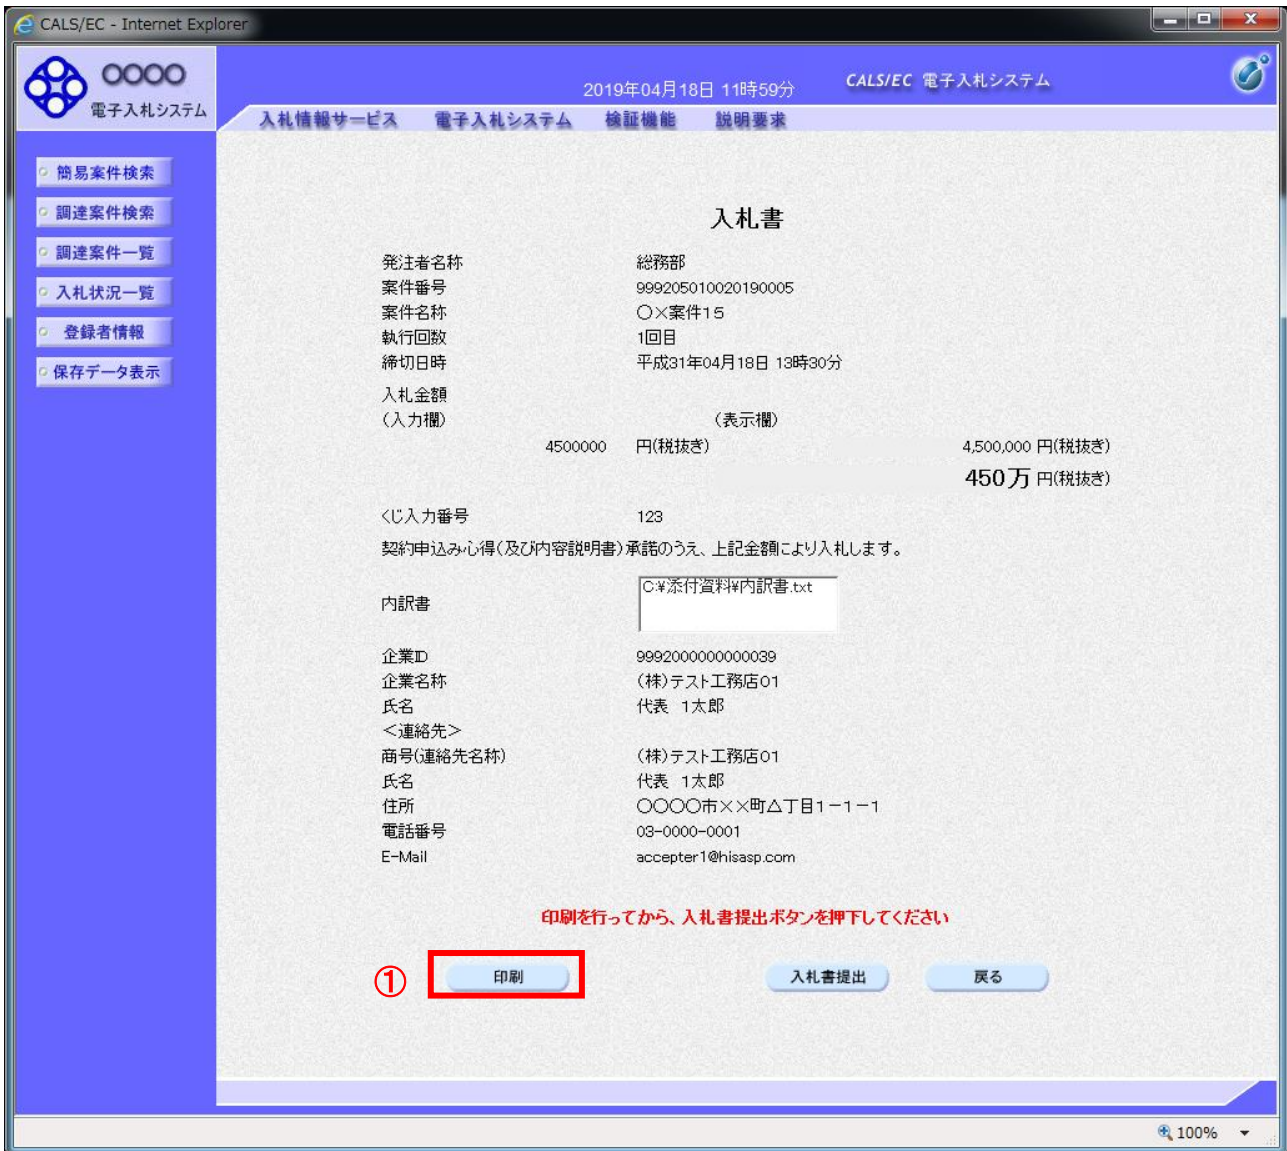 CALS/EC - Internet Explorer
〇〇〇〇
電子入札システム
2019年04月18日 11時59分
CALS/EC 電子入札システム
入札情報サービス 電子入札システム 検証機能 説明要求
簡易案件検索
調達案件検索
調達案件一覧
入札状況一覧
登録者情報
保存データ表示
入札書
発注者名称 総務部
案件番号 999205010020190005
案件名称 〇×案件15
執行回数 1回目
締切日時 平成31年04月18日 13時30分
入札金額
(入力欄) (表示欄)
4500000 円(税抜き) 4,500,000 円(税抜き)
450万 円(税抜き)
くじ入力番号 123
契約申込み心得(及び内容説明書)承諾のうえ、上記金額により入札します。
内訳書 C:¥添付資料¥内訳書.txt
企業ID 9992000000000039
企業名称 (株)テスト工務店01
氏名 代表 1太郎
<連絡先>
商号(連絡先名称) (株)テスト工務店01
氏名 代表 1太郎
住所 〇〇〇〇市××町△丁目1-1-1
電話番号 03-0000-0001
E-Mail accepter1@hisasp.com
印刷を行ってから、入札書提出ボタンを押下してください
① 印刷 入札書提出 戻る
100%